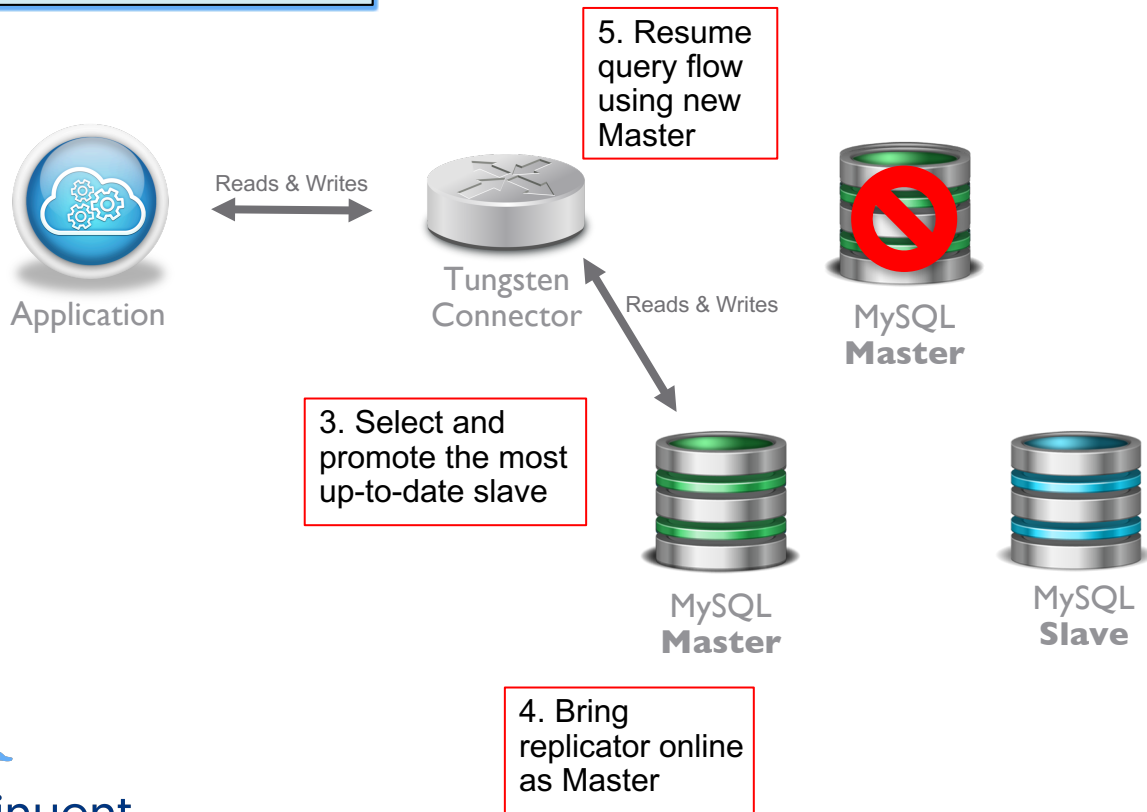 5. Resume
query flow
using new
Master
Reads & Writes
Application
Tungsten
Connector
Reads & Writes
MySQL
Master
3. Select and
promote the most
up-to-date slave
MySQL
Master
MySQL
Slave
4. Bring
replicator online
as Master